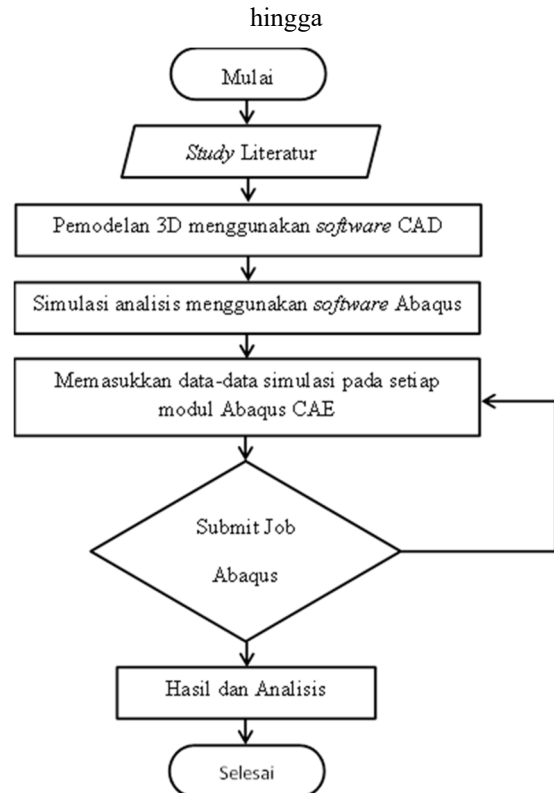 hingga
Mulai
Study Literatur
Pemodelan 3D menggunakan software CAD
Simulasi analisis menggunakan software Abaqus
Memasukkan data-data simulasi pada setiap
modul Abaqus CAE
Submit Job
Abaqus
Hasil dan Analisis
Selesai